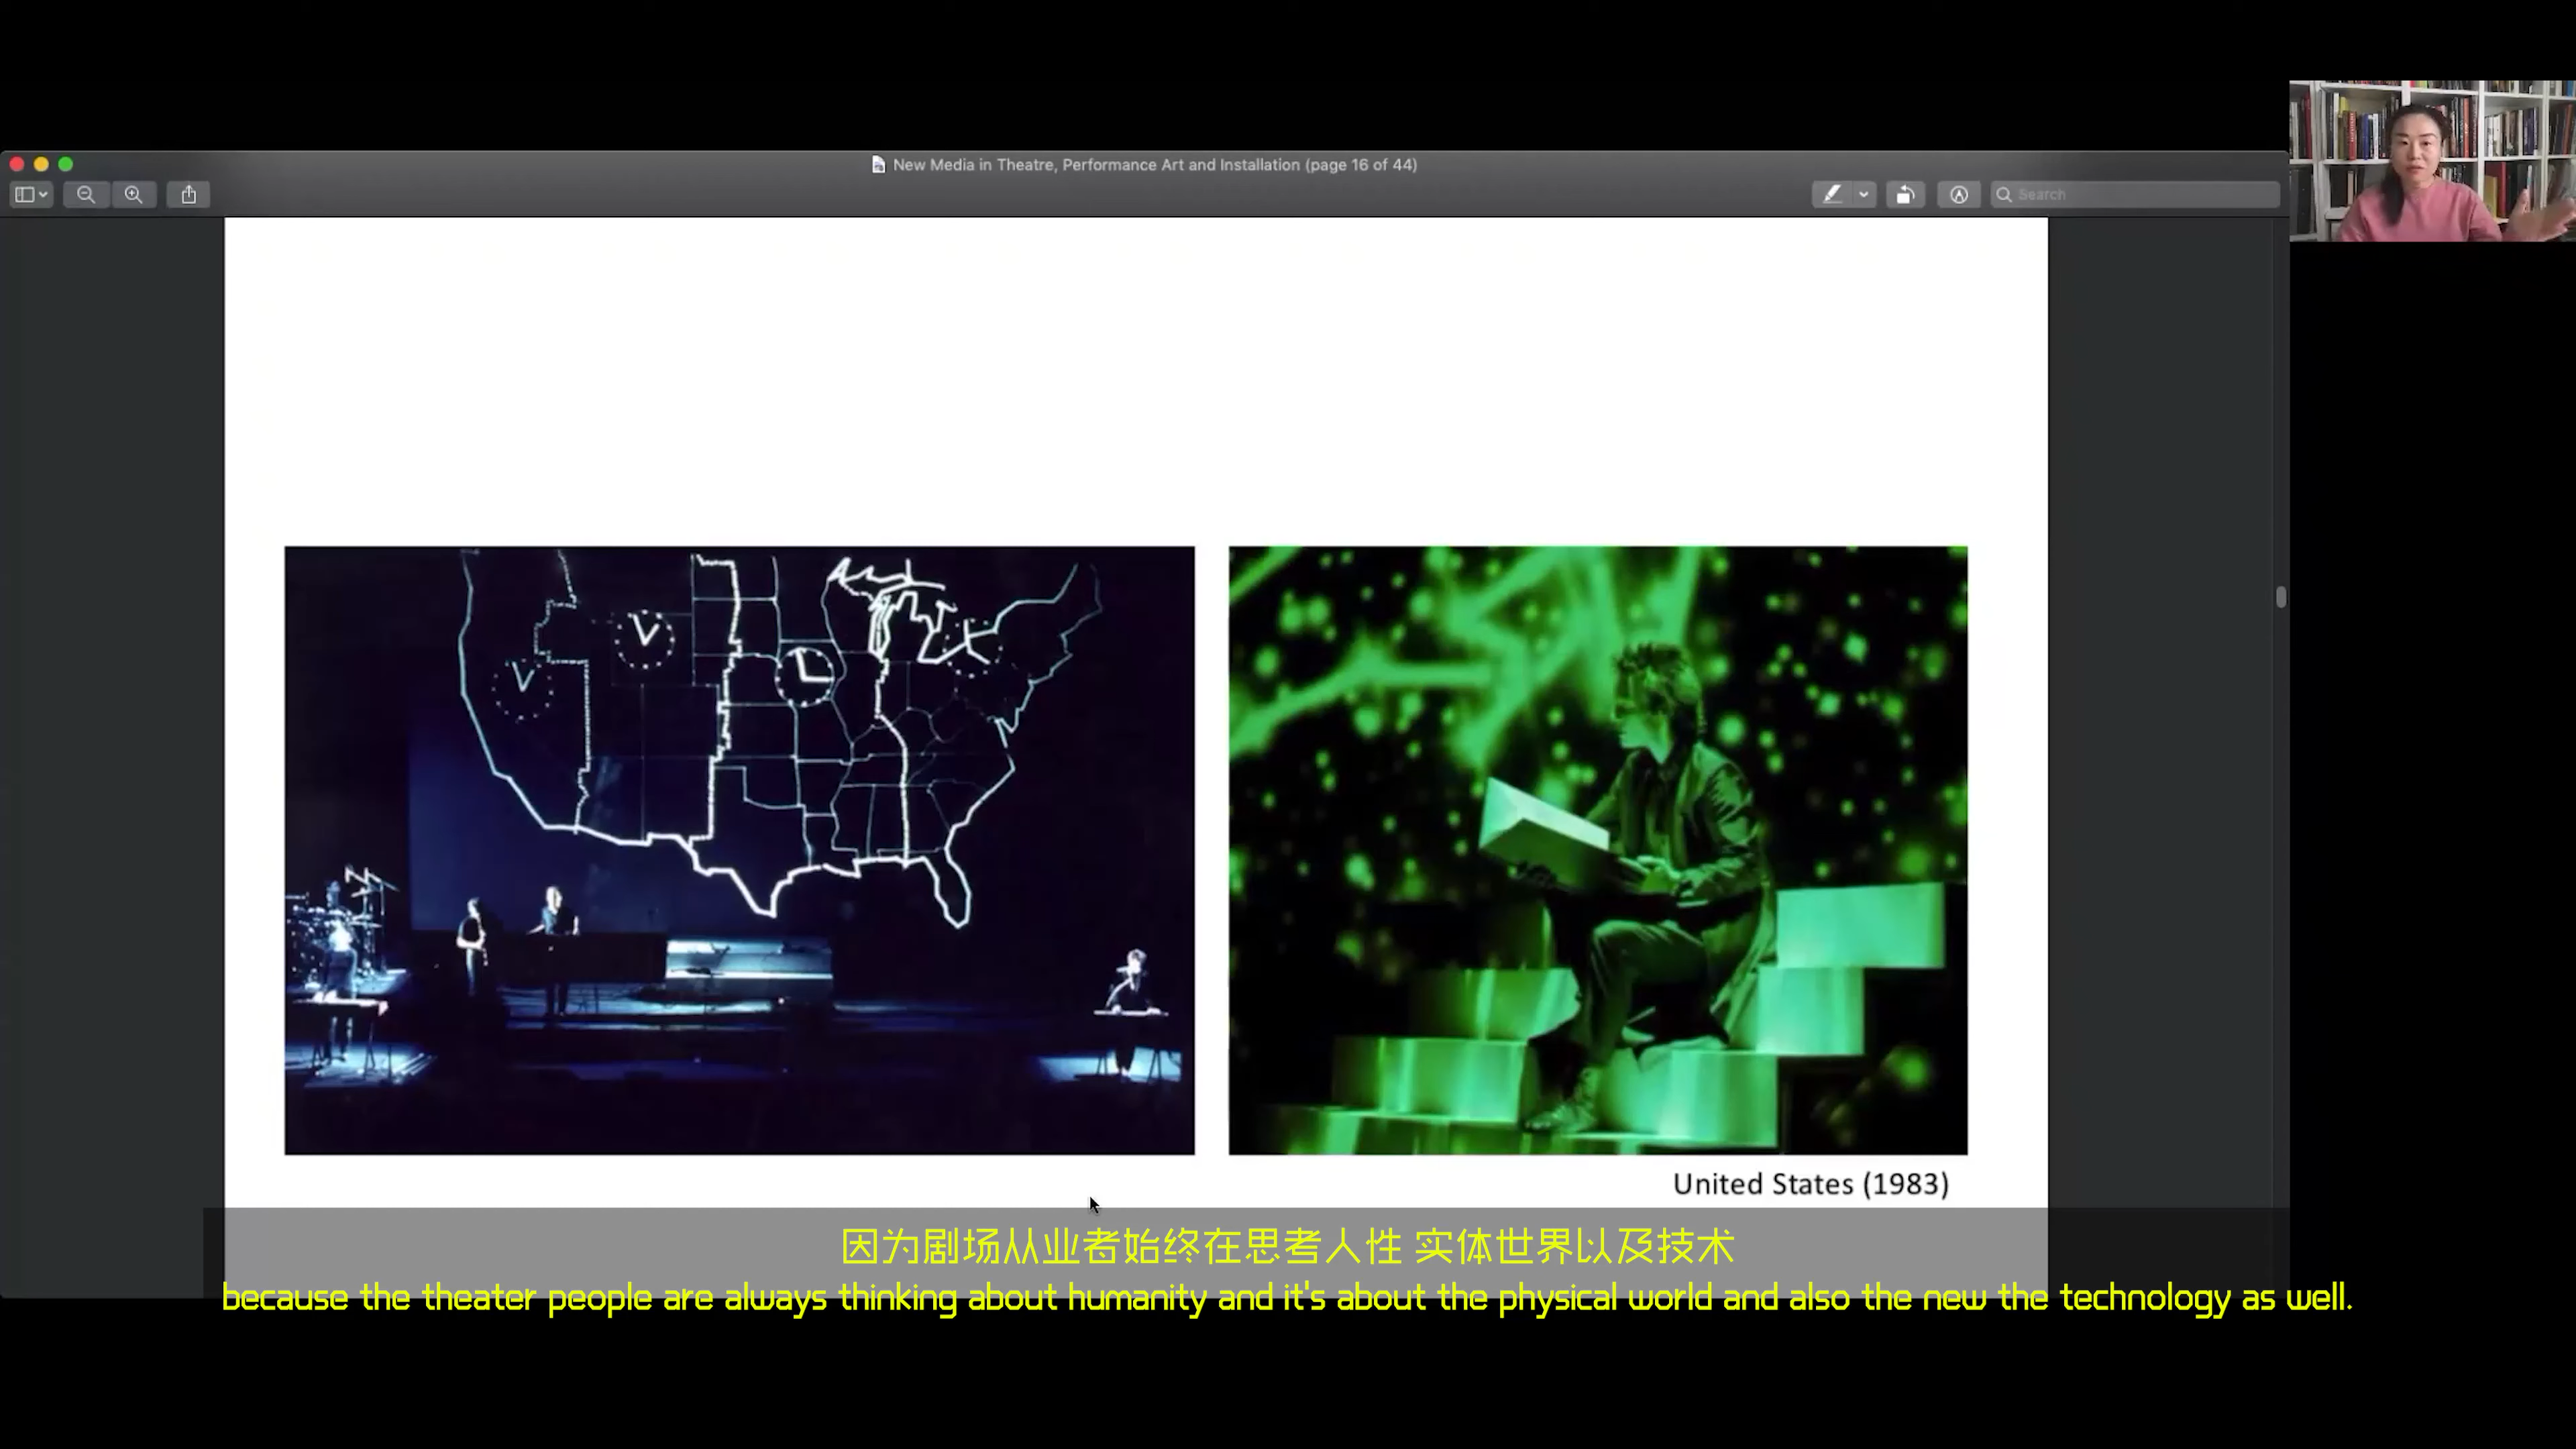 New Media in Theatre, Performance Art and Installation (page 16 of 44)
Search
United States (1983)
因为剧场从业者始终在思考人性 实体世界以及技术
because the theater people are always thinking about humanity and it's about the physical world and also the new the technology as well.